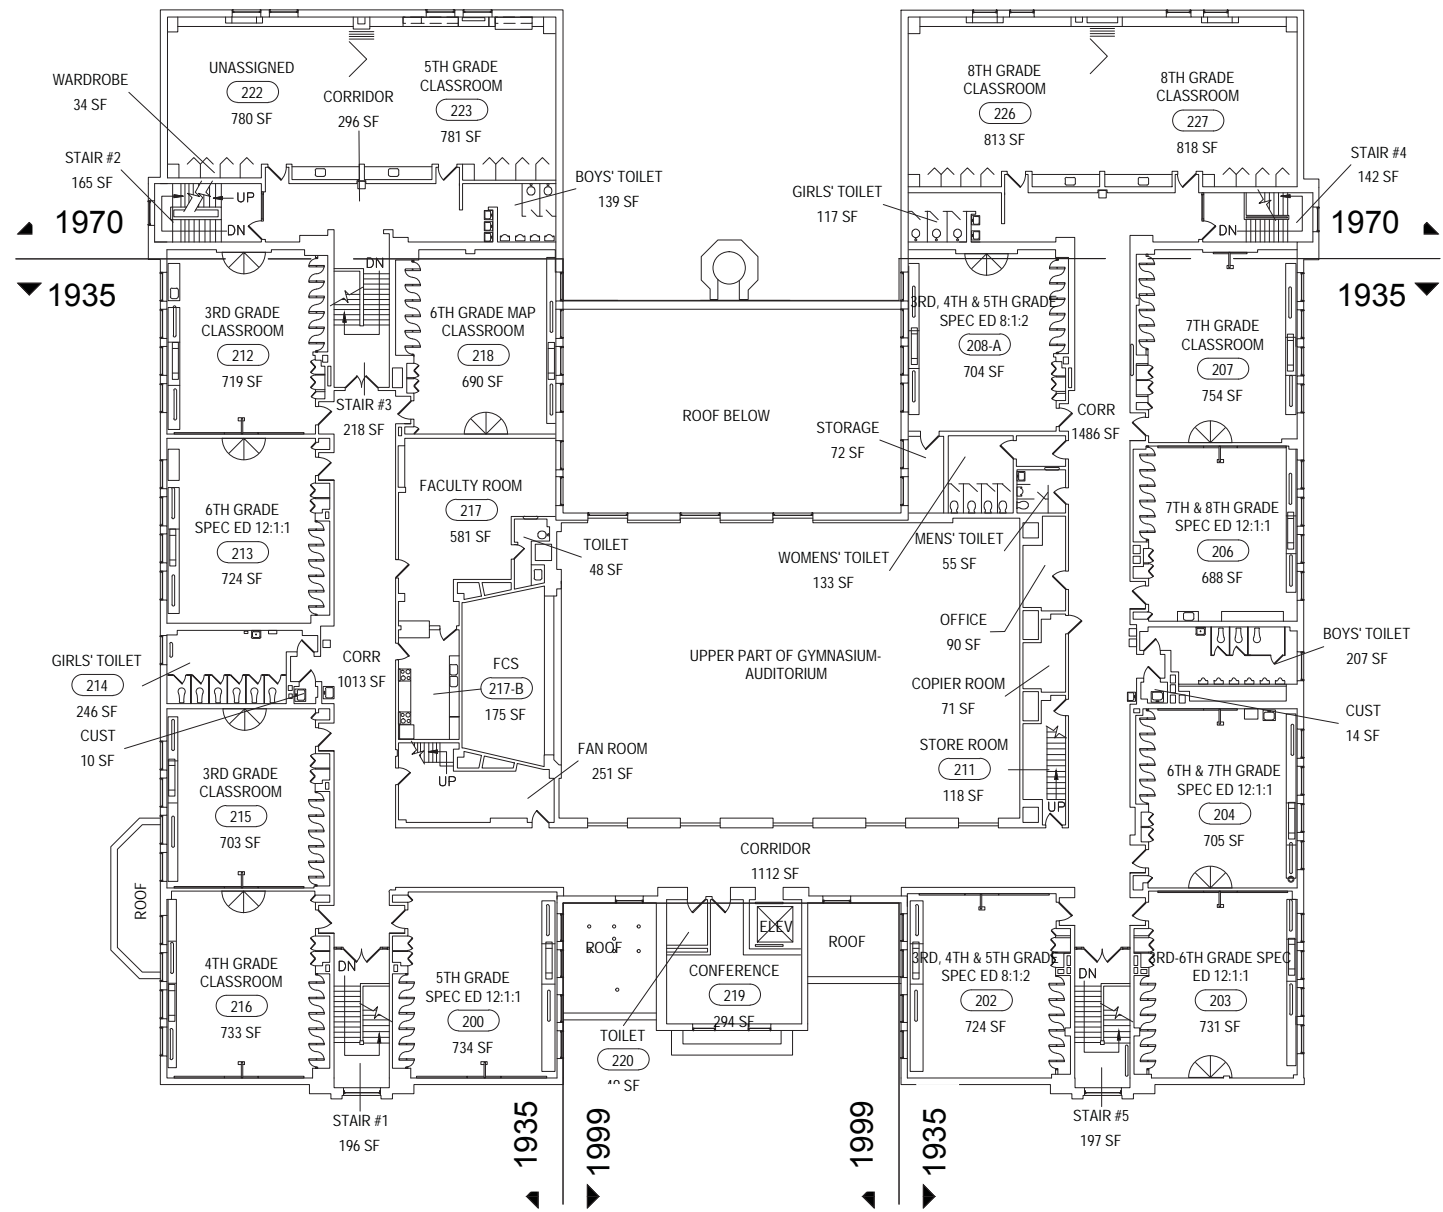 UNASSIGNED
222
780 SF
CORRIDOR
296 SF
5TH GRADE
CLASSROOM
223
781 SF
8TH GRADE
CLASSROOM
226
813 SF
8TH GRADE
CLASSROOM
227
818 SF
WARDROBE
34 SF
STAIR #2
165 SF
UP
DN
BOYS' TOILET
139 SF
GIRLS' TOILET
117 SF
STAIR #4
142 SF
DN
1970
1970
1935
1935
3RD GRADE
CLASSROOM
212
719 SF
DN
STAIR #3
218 SF
6TH GRADE MAP
CLASSROOM
218
690 SF
ROOF BELOW
3RD, 4TH & 5TH GRADE
SPEC ED 8:1:2
208-A
704 SF
CORR
1486 SF
7TH GRADE
CLASSROOM
207
754 SF
STORAGE
72 SF
6TH GRADE
SPEC ED 12:1:1
213
724 SF
FACULTY ROOM
217
581 SF
TOILET
48 SF
WOMENS' TOILET
133 SF
MENS' TOILET
55 SF
7TH & 8TH GRADE
SPEC ED 12:1:1
206
688 SF
OFFICE
90 SF
GIRLS' TOILET
214
246 SF
CUST
10 SF
CORR
1013 SF
FCS
217-B
175 SF
UPPER PART OF GYMNASIUM-
AUDITORIUM
COPIER ROOM
71 SF
BOYS' TOILET
207 SF
CUST
14 SF
STORE ROOM
211
118 SF
UP
FAN ROOM
251 SF
UP
3RD GRADE
CLASSROOM
215
703 SF
6TH & 7TH GRADE
SPEC ED 12:1:1
204
705 SF
CORRIDOR
1112 SF
ROOF
4TH GRADE
CLASSROOM
216
733 SF
DN
5TH GRADE
SPEC ED 12:1:1
200
734 SF
ROOF
ELEV
ROOF
CONFERENCE
219
294 SF
TOILET
220
SF
3RD, 4TH & 5TH GRADE
SPEC ED 8:1:2
202
724 SF
DN
3RD-6TH GRADE SPEC
ED 12:1:1
203
731 SF
STAIR #1
196 SF
STAIR #5
197 SF
1935
1999
1999
1935